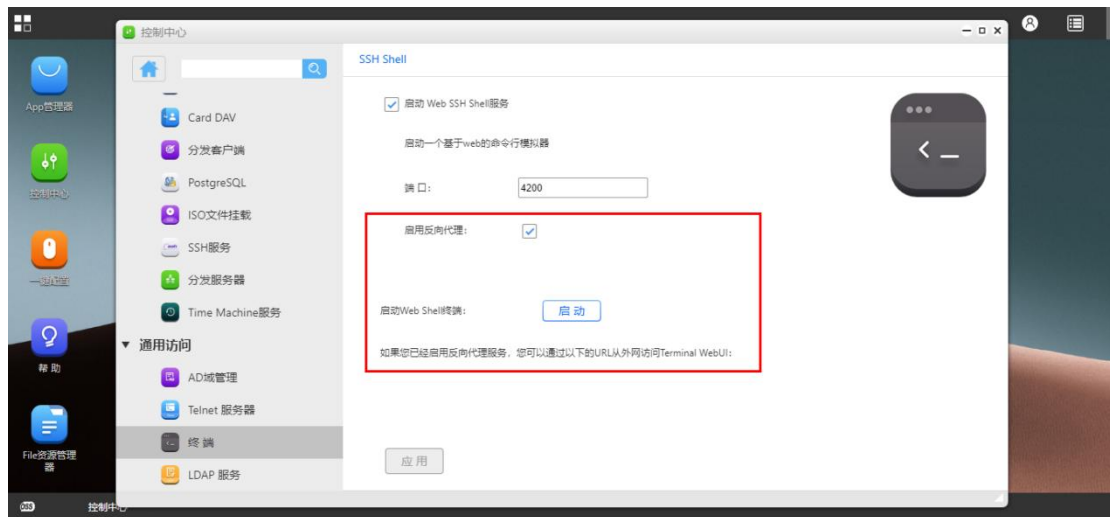 控制中心
SSH Shell
App管理器
控制中心
一键配置
帮助
File资源管理器
Card DAV
分发客户端
PostgreSQL
ISO文件挂载
SSH服务
分发服务器
Time Machine服务
通用访问
AD域管理
Telnet 服务器
终端
LDAP 服务
启动 Web SSH Shell服务
启动一个基于web的命令行模拟器
端口：
4200
启用反向代理：
启动Web Shell终端：
启动
如果您已经启用反向代理服务，您可以通过以下的URL从外网访问Terminal WebUI：
应用
控制中心